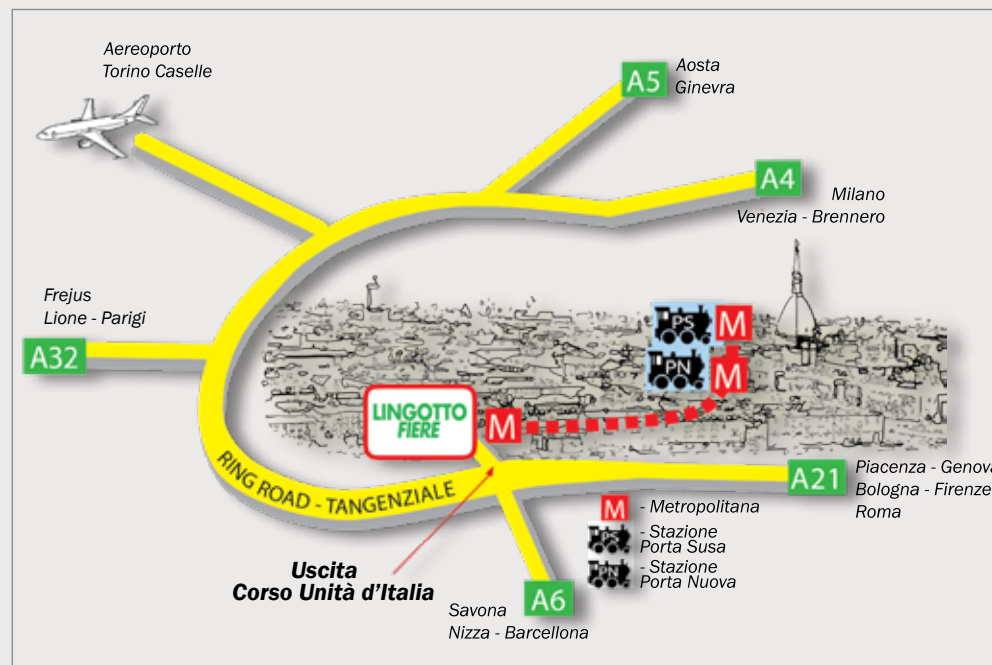 Aereoporto
Torino Caselle
A5
Aosta
Ginevra
A4
Milano
Venezia - Brennero
Frejus
Lione - Parigi
A32
PS
M
PN
M
LINGOTTO
FIERE
M
RING ROAD - TANGENZIALE
A21
Piacenza - Genova
Bologna - Firenze
Roma
M - Metropolitana
PS - Stazione
Porta Susa
PN - Stazione
Porta Nuova
Uscita
Corso Unità d'Italia
A6
Savona
Nizza - Barcellona